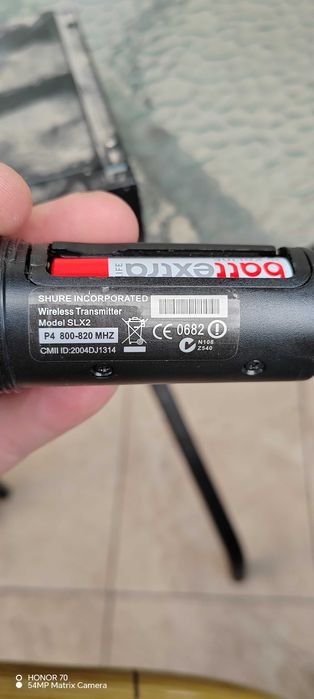 battextra
LIFE
SHURE INCORPORATED
Wireless Transmitter
Model SLX2
CE 0682
P4 800-820 MHZ
N108
Z540
CMII ID:2004DJ1314
HONOR 70
54MP Matrix Camera